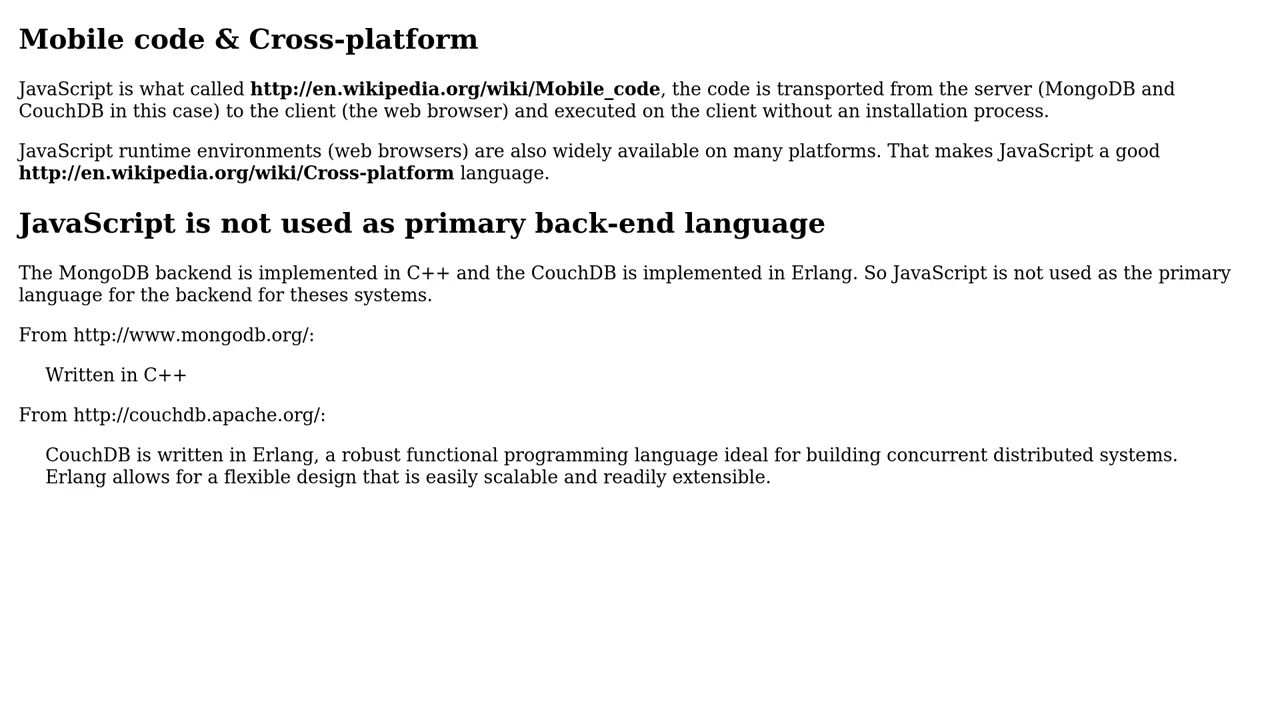 Mobile code & Cross-platform
JavaScript is what called http://en.wikipedia.org/wiki/Mobile_code, the code is transported from the server (MongoDB and
CouchDB in this case) to the client (the web browser) and executed on the client without an installation process.
JavaScript runtime environments (web browsers) are also widely available on many platforms. That makes JavaScript a good
http://en.wikipedia.org/wiki/Cross-platform language.
JavaScript is not used as primary back-end language
The MongoDB backend is implemented in C++ and the CouchDB is implemented in Erlang. So JavaScript is not used as the primary
language for the backend for theses systems.
From http://www.mongodb.org/:
Written in C++
From http://couchdb.apache.org/:
CouchDB is written in Erlang, a robust functional programming language ideal for building concurrent distributed systems.
Erlang allows for a flexible design that is easily scalable and readily extensible.